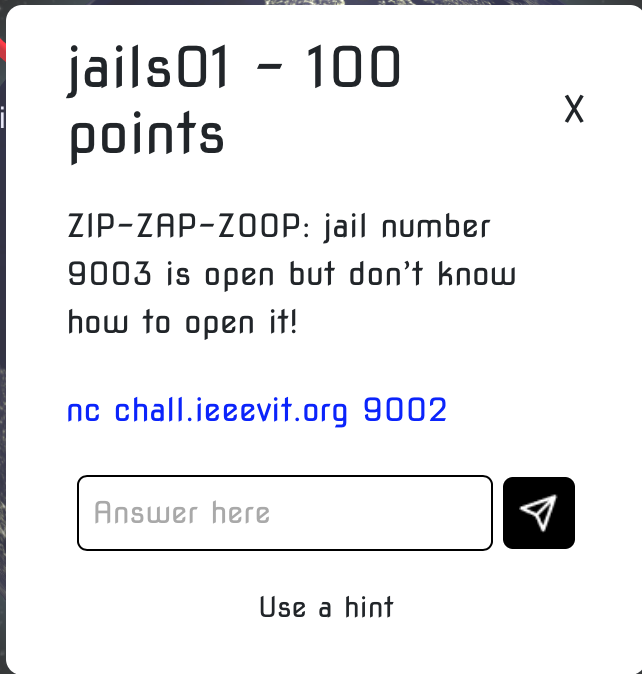 jails01 - 100
points
X
ZIP-ZAP-ZOOP: jail number
9003 is open but don't know
how to open it!
nc chall.ieeevit.org 9002
Answer here
Use a hint